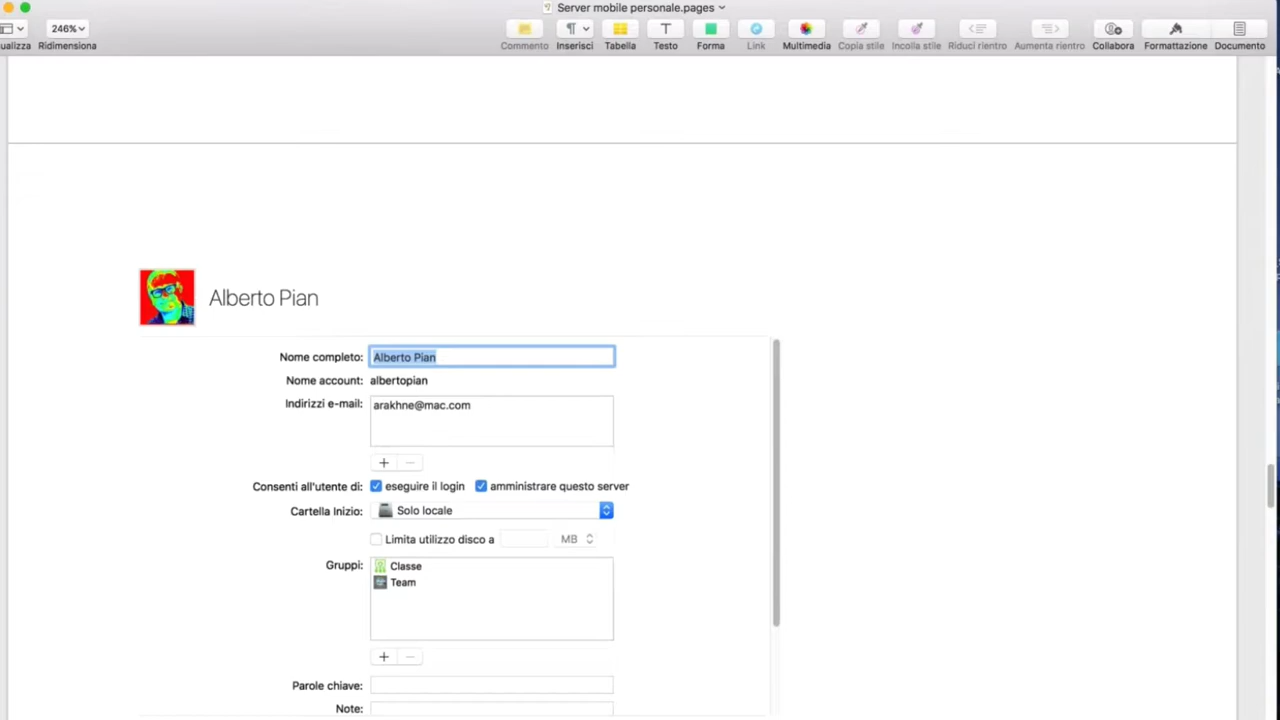 Server mobile personale.pages
246%
Commento
Inserisci
Tabella
Testo
Forma
Link
Multimedia
Copia stile
Incolla stile
Riduci rientro
Aumenta rientro
Collabora
Formattazione
Documento
ualizza
Ridimensiona
Alberto Pian
Nome completo: Alberto Pian
Nome account: albertopian
Indirizzi e-mail: arakhne@mac.com
Consenti all'utente di: eseguire il login amministrare questo server
Cartella Inizio: Solo locale
Limita utilizzo disco a MB
Gruppi: Classe
Team
Parole chiave:
Note: